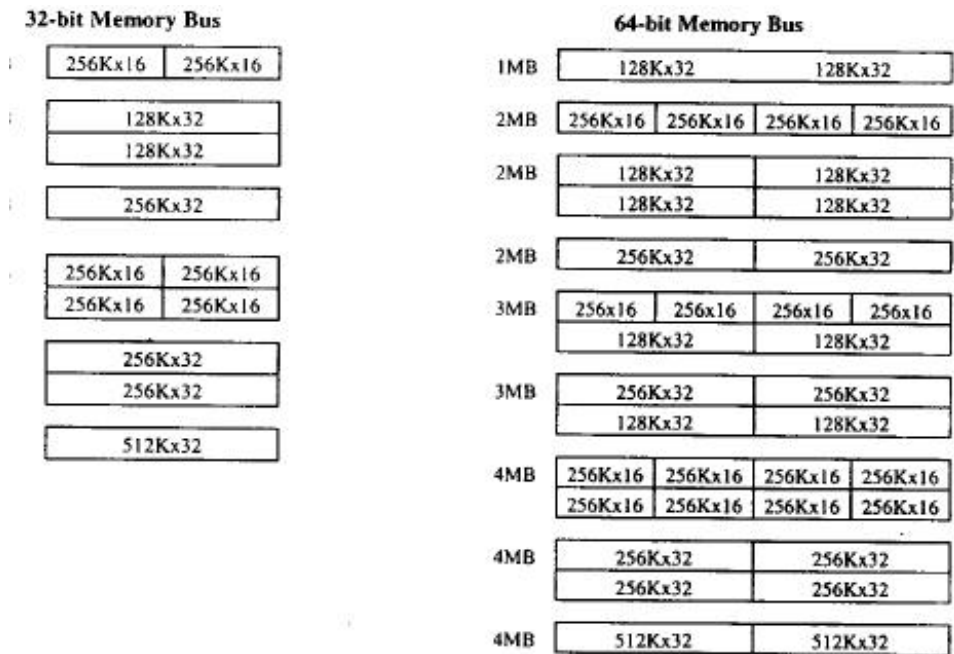 32-bit Memory Bus
256Kx16 256Kx16
128Kx32
128Kx32
256Kx32
256Kx16 256Kx16
256Kx16 256Kx16
256Kx32
256Kx32
512Kx32
64-bit Memory Bus
1MB 128Kx32 128Kx32
2MB 256Kx16 256Kx16 256Kx16 256Kx16
2MB 128Kx32 128Kx32
128Kx32 128Kx32
2MB 256Kx32 256Kx32
3MB 256x16 256x16 256x16 256x16
128Kx32 128Kx32
3MB 256Kx32 256Kx32
128Kx32 128Kx32
4MB 256Kx16 256Kx16 256Kx16 256Kx16
256Kx16 256Kx16 256Kx16 256Kx16
4MB 256Kx32 256Kx32
256Kx32 256Kx32
4MB 512Kx32 512Kx32